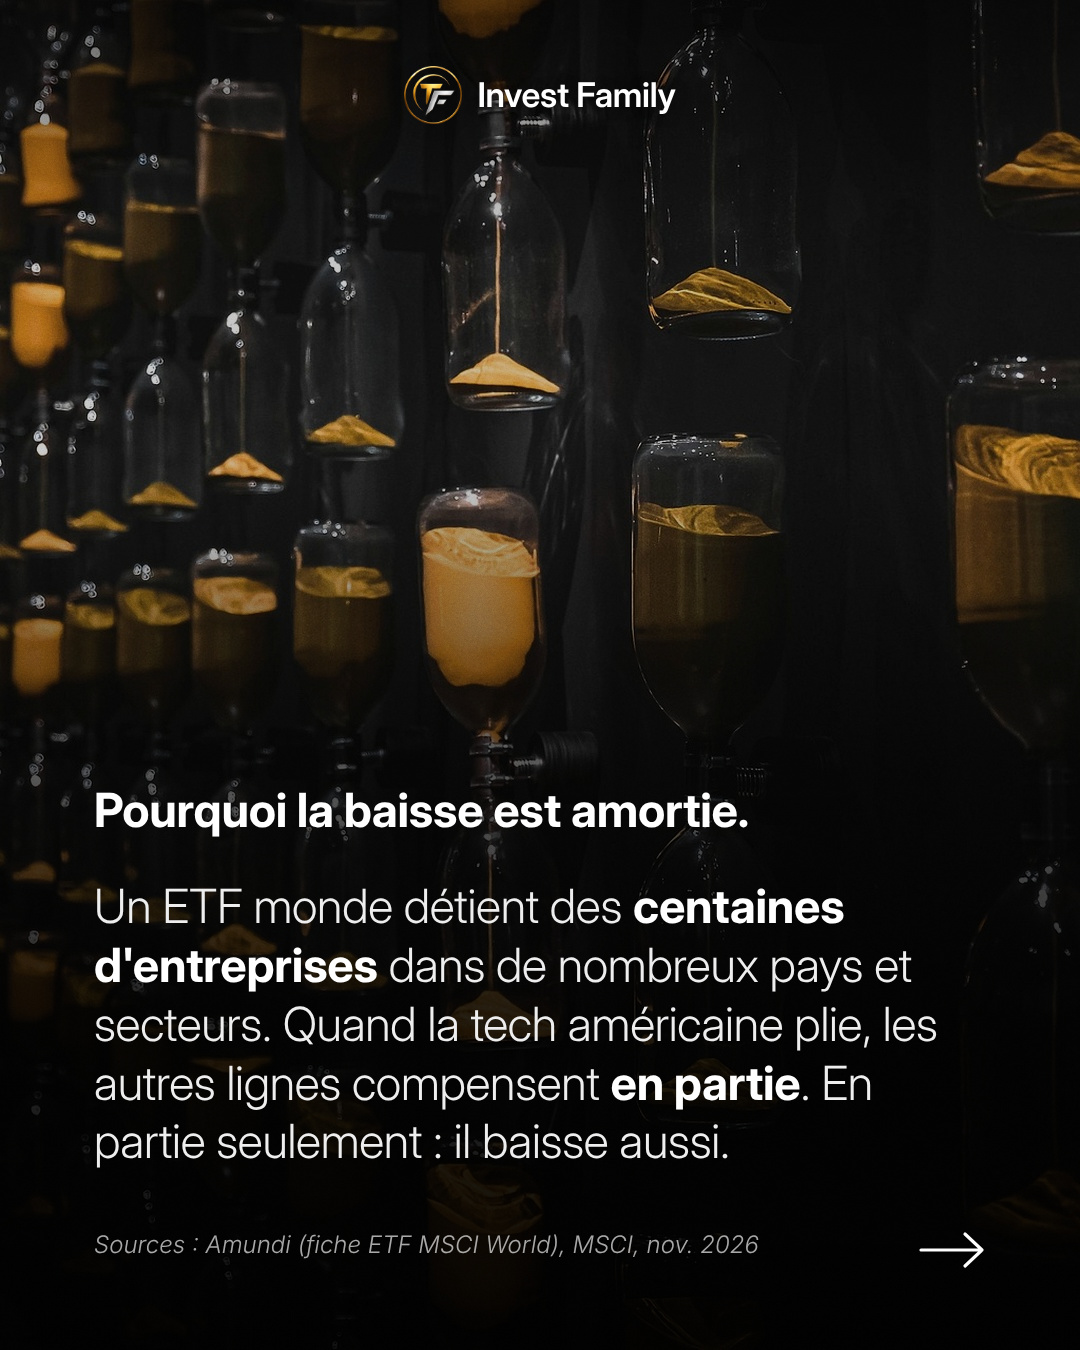 Invest Family
Pourquoi la baisse est amortie.
Un ETF monde détient des centaines
d'entreprises dans de nombreux pays et
secteurs. Quand la tech américaine plie, les
autres lignes compensent en partie. En
partie seulement : il baisse aussi.
Sources : Amundi (fiche ETF MSCI World), MSCI, nov. 2026